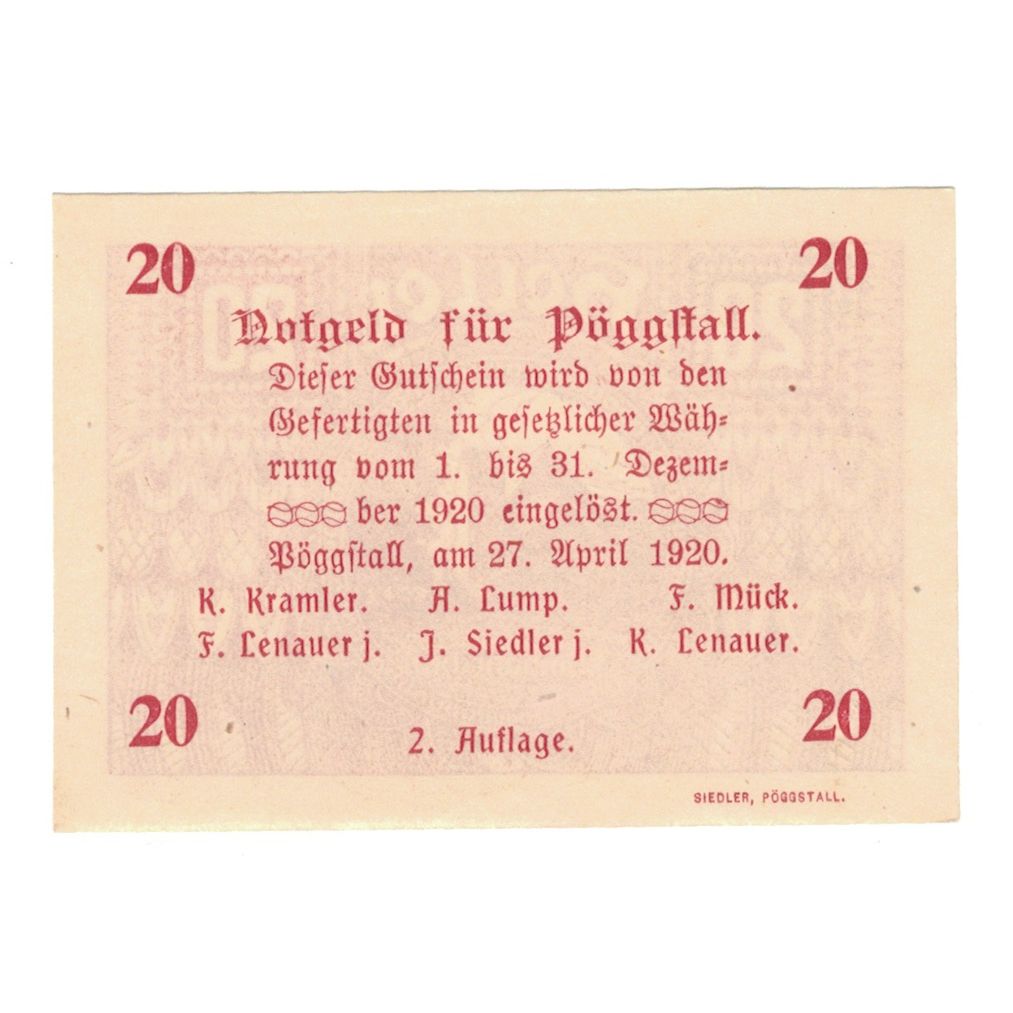 20 20
Notgeld für Pöggstall.
Dieser Gutschein wird von den
Gefertigten in gesetzlicher Wäh-
rung vom 1. bis 31. Dezem-
ber 1920 eingelöst.
Pöggstall, am 27. April 1920.
K. Kramler. A. Lump. F. Mück.
F. Lenauer j. J. Siedler j. K. Lenauer.
20 20
2. Auflage.
SIEDLER, PÖGGSTALL.